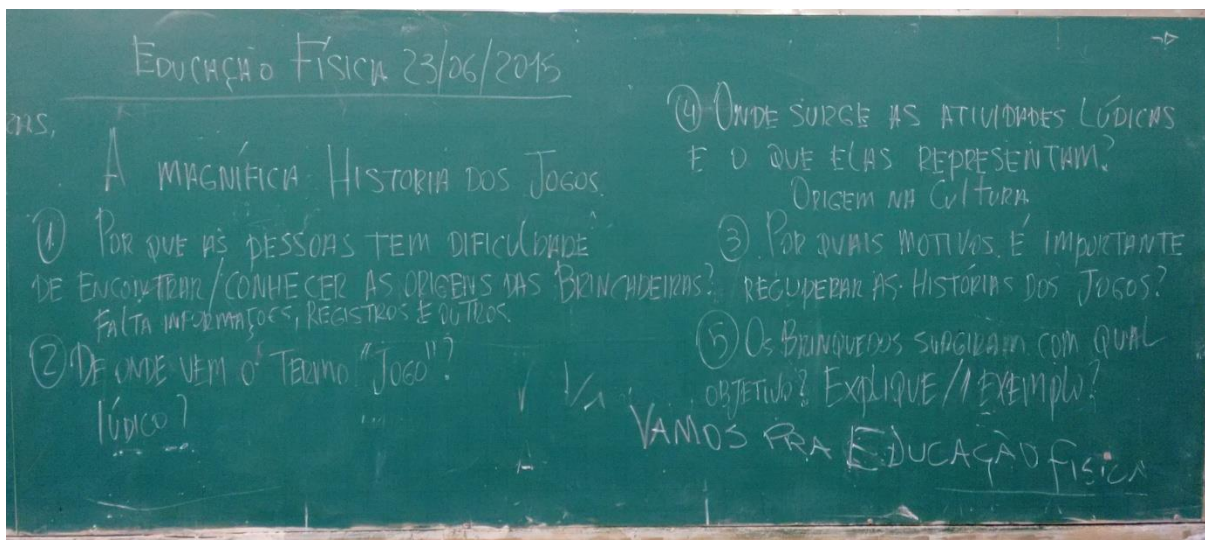 EDUCAÇÃO FÍSICA 23/06/2015
A MAGNÍFICA HISTORIA DOS JOGOS.
① POR QUE AS PESSOAS TEM DIFICULDADE
DE ENCONTRAR/CONHECER AS ORIGENS DAS BRINCADEIRAS?
FALTA INFORMAÇOES, REGISTROS E OUTROS.
② DE ONDE VEM O TERMO "JOGO"?
lÚDICO?
④ ONDE SURGE AS ATIVIDADES LÚDICAS
E O QUE ELAS REPRESENTAM?
ORIGEM NA CULTURA
③ POR QUAIS MOTIVOS. É IMPORTANTE
RECUPERAR AS HISTÓRIAS DOS JOGOS?
⑤ OS BRINQUEDOS SURGIRAM COM QUAL
OBJETIVO? EXPLIQUE/1 EXEMPLO?
VAMOS PRA EDUCAÇÃO FISICA